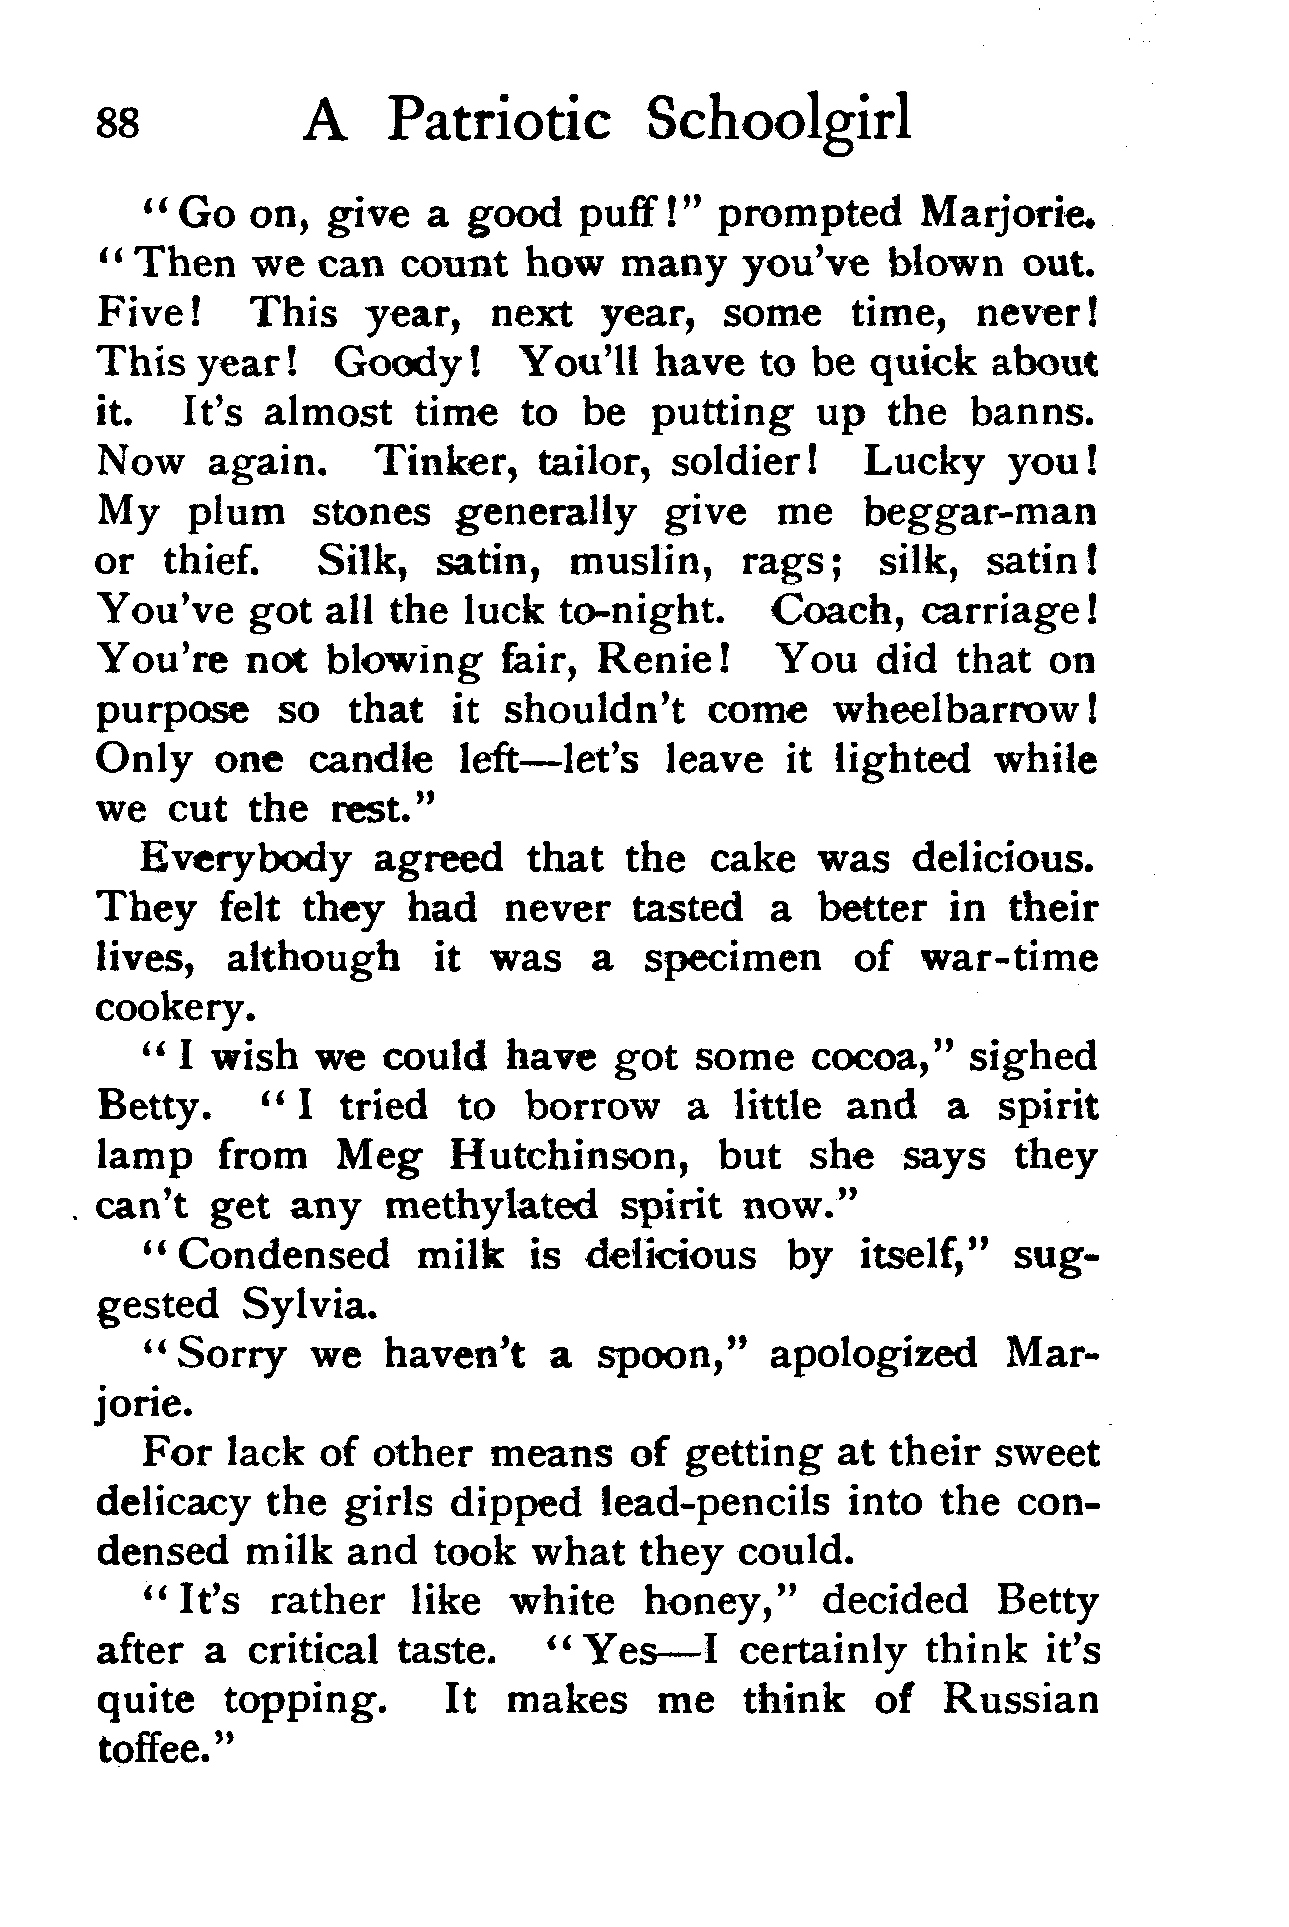 88 A Patriotic Schoolgirl
"Go on, give a good puff!" prompted Marjorie.
"Then we can count how many you've blown out.
Five! This year, next year, some time, never!
This year! Goody! You'll have to be quick about
it. It's almost time to be putting up the banns.
Now again. Tinker, tailor, soldier! Lucky you!
My plum stones generally give me beggar-man
or thief. Silk, satin, muslin, rags; silk, satin!
You've got all the luck to-night. Coach, carriage!
You're not blowing fair, Renie! You did that on
purpose so that it shouldn't come wheelbarrow!
Only one candle left—let's leave it lighted while
we cut the rest."
Everybody agreed that the cake was delicious.
They felt they had never tasted a better in their
lives, although it was a specimen of war-time
cookery.
"I wish we could have got some cocoa," sighed
Betty. "I tried to borrow a little and a spirit
lamp from Meg Hutchinson, but she says they
can't get any methylated spirit now."
"Condensed milk is delicious by itself," sug-
gested Sylvia.
"Sorry we haven't a spoon," apologized Mar-
jorie.
For lack of other means of getting at their sweet
delicacy the girls dipped lead-pencils into the con-
densed milk and took what they could.
"It's rather like white honey," decided Betty
after a critical taste. "Yes—I certainly think it's
quite topping. It makes me think of Russian
toffee."